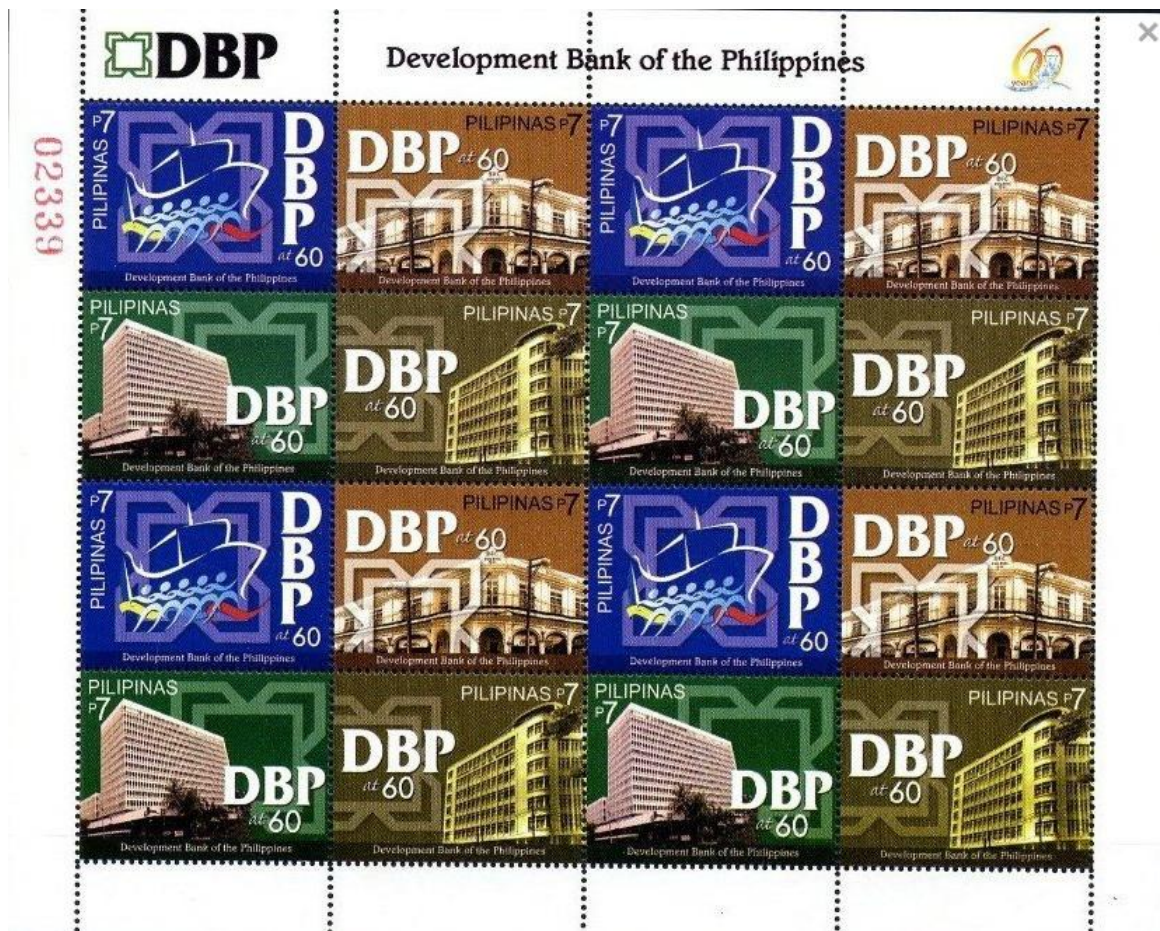 DBP
Development Bank of the Philippines
60
years
02339
PILIPINAS P7
DBP
at 60
Development Bank of the Philippines
PILIPINAS P7
DBP at 60
Development Bank of the Philippines
PILIPINAS P7
DBP
at 60
Development Bank of the Philippines
PILIPINAS P7
DBP at 60
Development Bank of the Philippines
PILIPINAS
P7
DBP
at 60
Development Bank of the Philippines
PILIPINAS P7
DBP
at 60
Development Bank of the Philippines
PILIPINAS
P7
DBP
at 60
Development Bank of the Philippines
PILIPINAS P7
DBP
at 60
Development Bank of the Philippines
PILIPINAS P7
DBP
at 60
Development Bank of the Philippines
PILIPINAS P7
DBP at 60
Development Bank of the Philippines
PILIPINAS P7
DBP
at 60
Development Bank of the Philippines
PILIPINAS P7
DBP at 60
Development Bank of the Philippines
PILIPINAS
P7
DBP
at 60
Development Bank of the Philippines
PILIPINAS P7
DBP
at 60
Development Bank of the Philippines
PILIPINAS
P7
DBP
at 60
Development Bank of the Philippines
PILIPINAS P7
DBP
at 60
Development Bank of the Philippines